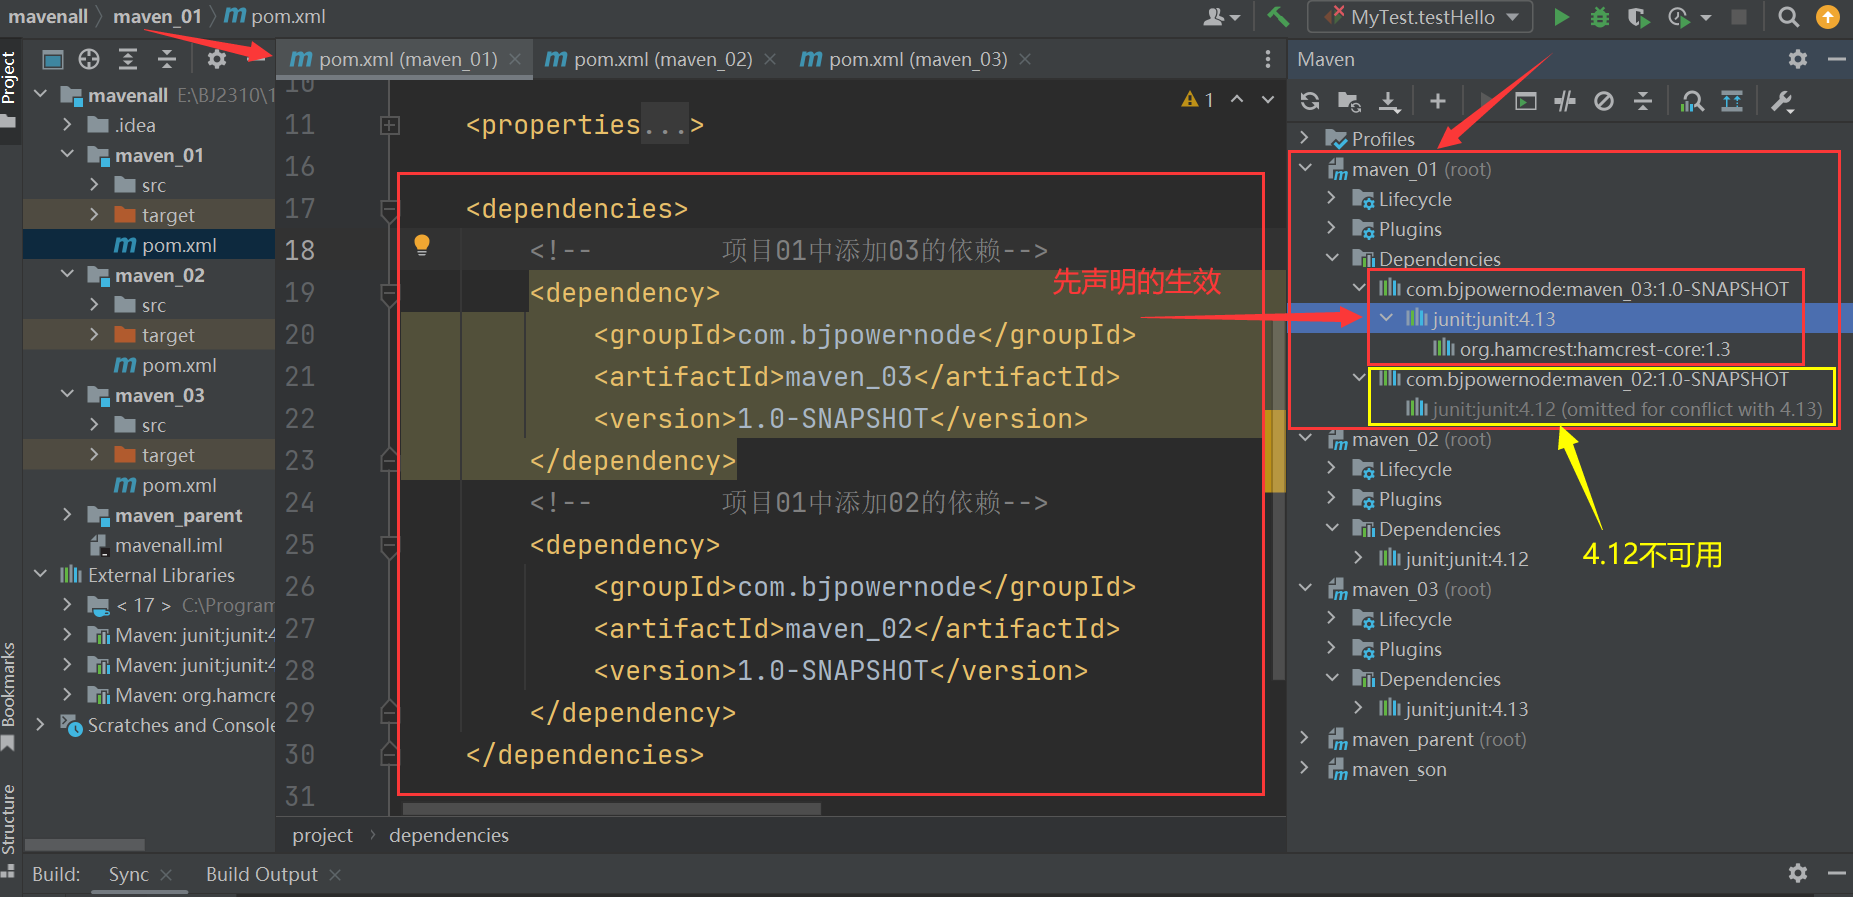 mavenall maven_01 pom.xml
MyTest.testHello
Project
pom.xml (maven_01) pom.xml (maven_02) pom.xml (maven_03)
Maven
mavenall E:\BJ2310\1
.idea
maven_01
src
target
pom.xml
maven_02
src
target
pom.xml
maven_03
src
target
pom.xml
maven_parent
mavenall.iml
External Libraries
< 17 > C:\Program
Maven: junit:junit:4
Maven: junit:junit:4
Maven: org.hamcre
Scratches and Console
Bookmarks
Structure
1
10
11 <properties...>
16
17 <dependencies>
18 <!-- 项目01中添加03的依赖-->
先声明的生效
19 <dependency>
20 <groupId>com.bjpowernode</groupId>
21 <artifactId>maven_03</artifactId>
22 <version>1.0-SNAPSHOT</version>
23 </dependency>
24 <!-- 项目01中添加02的依赖-->
25 <dependency>
26 <groupId>com.bjpowernode</groupId>
27 <artifactId>maven_02</artifactId>
28 <version>1.0-SNAPSHOT</version>
29 </dependency>
30 </dependencies>
31
project dependencies
Profiles
maven_01 (root)
Lifecycle
Plugins
Dependencies
com.bjpowernode:maven_03:1.0-SNAPSHOT
junit:junit:4.13
org.hamcrest:hamcrest-core:1.3
com.bjpowernode:maven_02:1.0-SNAPSHOT
junit:junit:4.12 (omitted for conflict with 4.13)
maven_02 (root)
Lifecycle
Plugins
Dependencies
4.12不可用
junit:junit:4.12
maven_03 (root)
Lifecycle
Plugins
Dependencies
junit:junit:4.13
maven_parent (root)
maven_son
Build: Sync Build Output